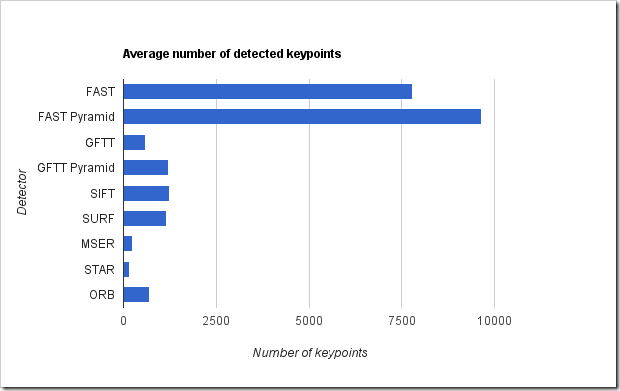 Average number of detected keypoints
Detector
FAST
FAST Pyramid
GFTT
GFTT Pyramid
SIFT
SURF
MSER
STAR
ORB
0 2500 5000 7500 10000
Number of keypoints